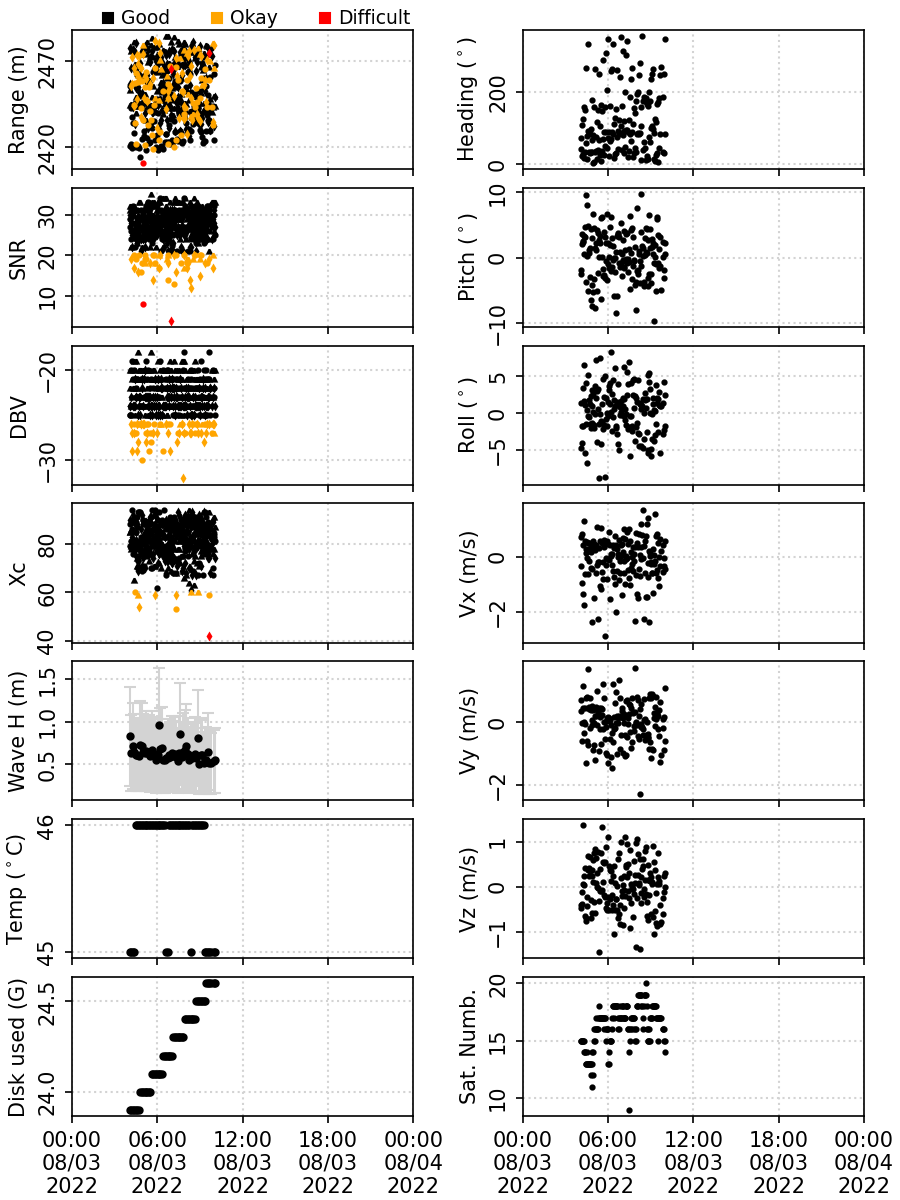 Good Okay Difficult
Range (m)
2470
2420
Heading (°)
200
0
SNR
30
20
10
Pitch (°)
10
0
−10
DBV
−20
−30
Roll (°)
5
0
−5
Xc
80
60
40
Vx (m/s)
0
−2
Wave H (m)
1.5
1.0
0.5
Vy (m/s)
0
−2
Temp (°C)
46
45
Vz (m/s)
1
0
−1
Disk used (G)
24.5
24.0
Sat. Numb.
20
15
10
00:00 06:00 12:00 18:00 00:00
08/03 08/03 08/03 08/03 08/04
2022 2022 2022 2022 2022
00:00 06:00 12:00 18:00 00:00
08/03 08/03 08/03 08/03 08/04
2022 2022 2022 2022 2022